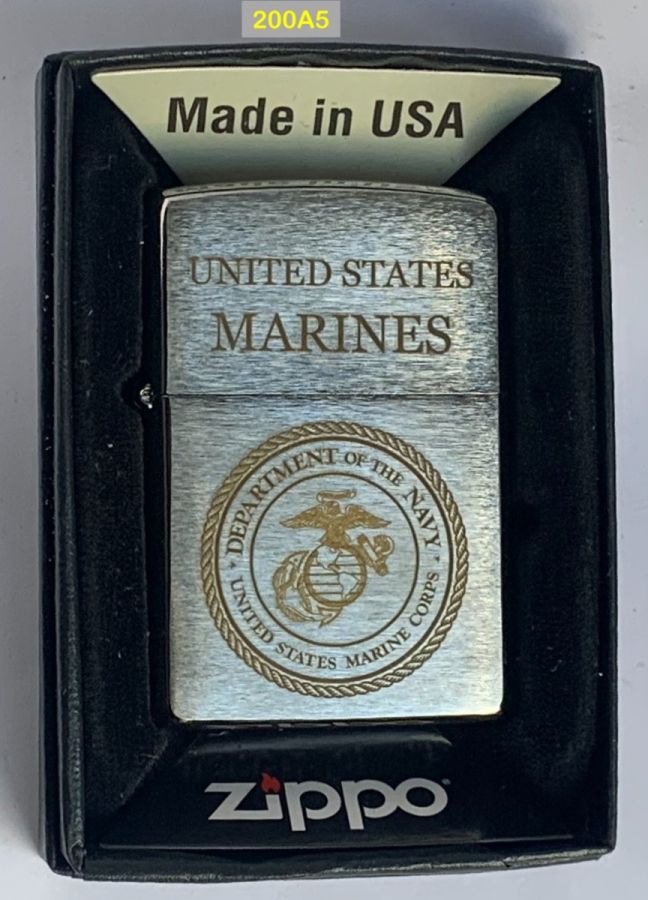 200A5
Made in USA
UNITED STATES
MARINES
DEPARTMENT OF THE NAVY
UNITED STATES MARINE CORPS
zippo